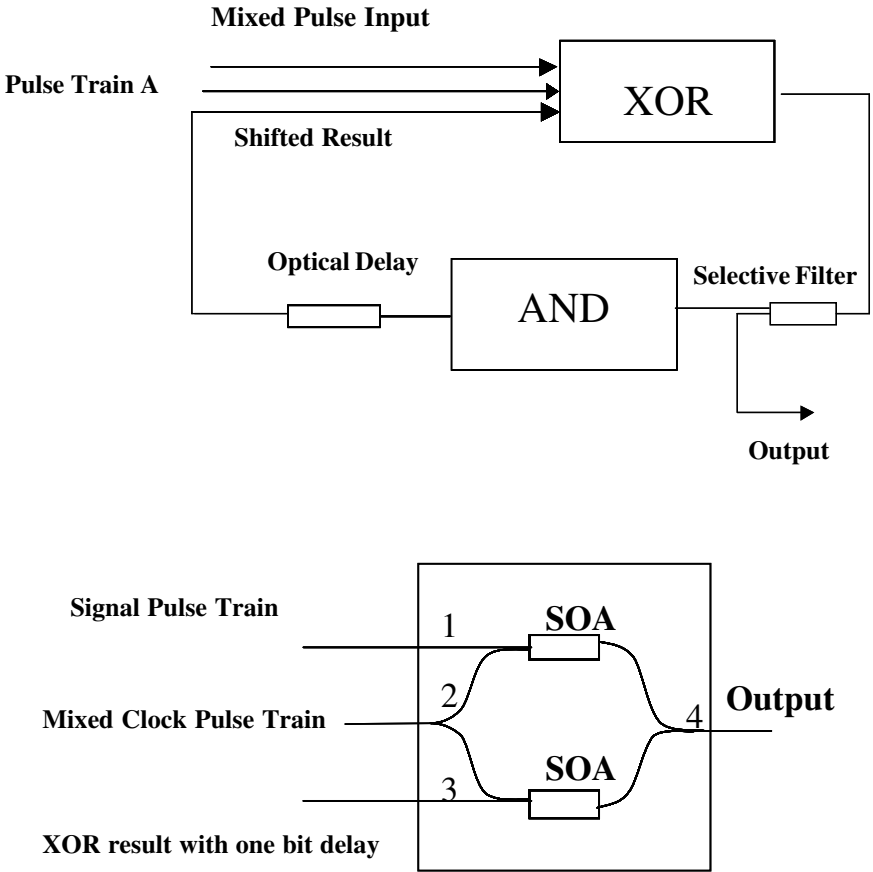 Mixed Pulse Input
Pulse Train A
XOR
Shifted Result
Optical Delay
AND
Selective Filter
Output
Signal Pulse Train
1
SOA
2
Mixed Clock Pulse Train
4
Output
3
SOA
XOR result with one bit delay